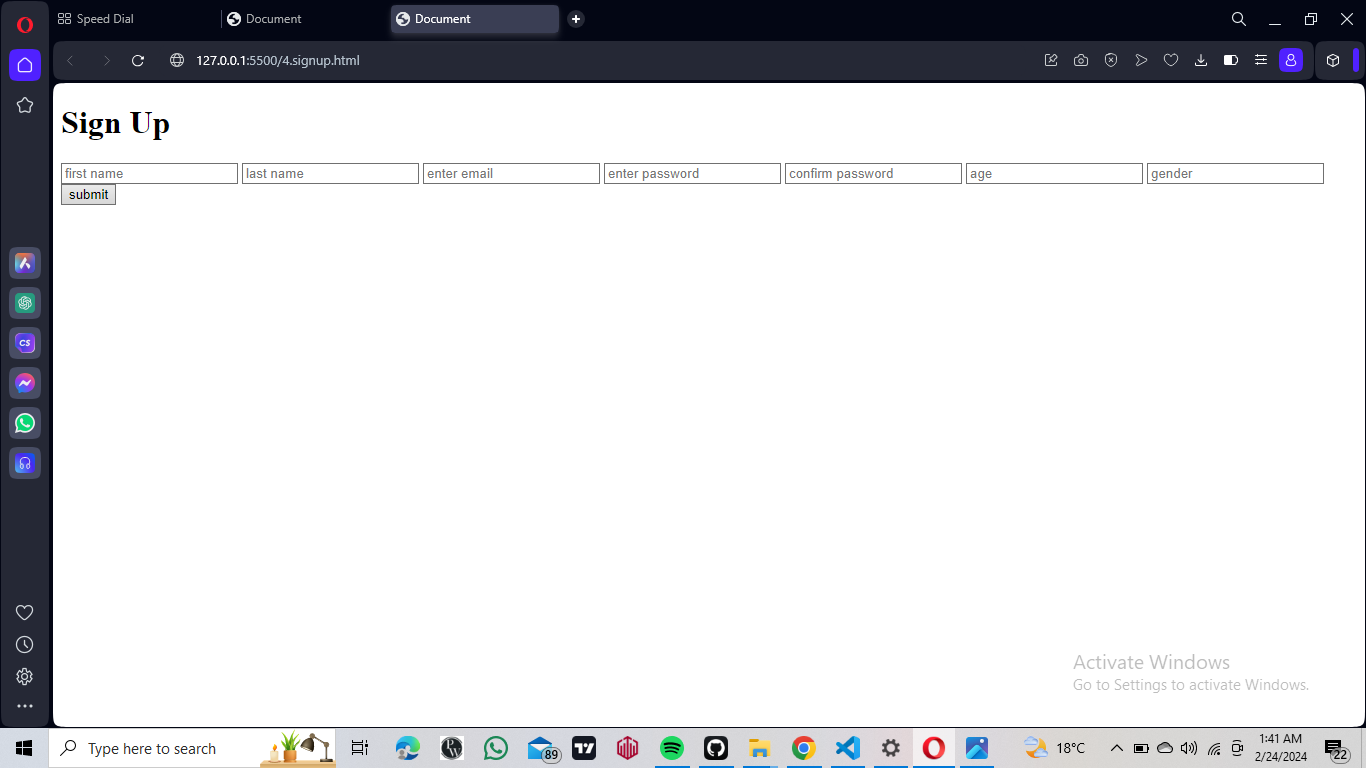 Speed Dial
Document
Document
127.0.0.1:5500/4.signup.html
Sign Up
first name last name enter email enter password confirm password age gender
submit
CS
Activate Windows
Go to Settings to activate Windows.
Type here to search
89
18°C
1:41 AM
2/24/2024
22